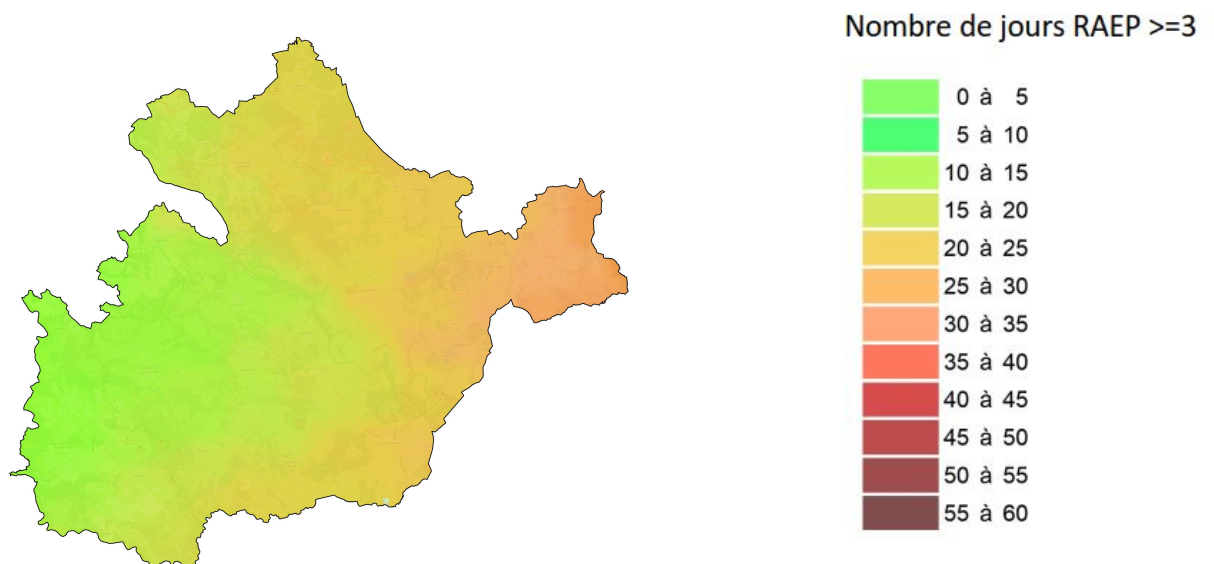 Nombre de jours RAEP >=3
0 à 5
5 à 10
10 à 15
15 à 20
20 à 25
25 à 30
30 à 35
35 à 40
40 à 45
45 à 50
50 à 55
55 à 60